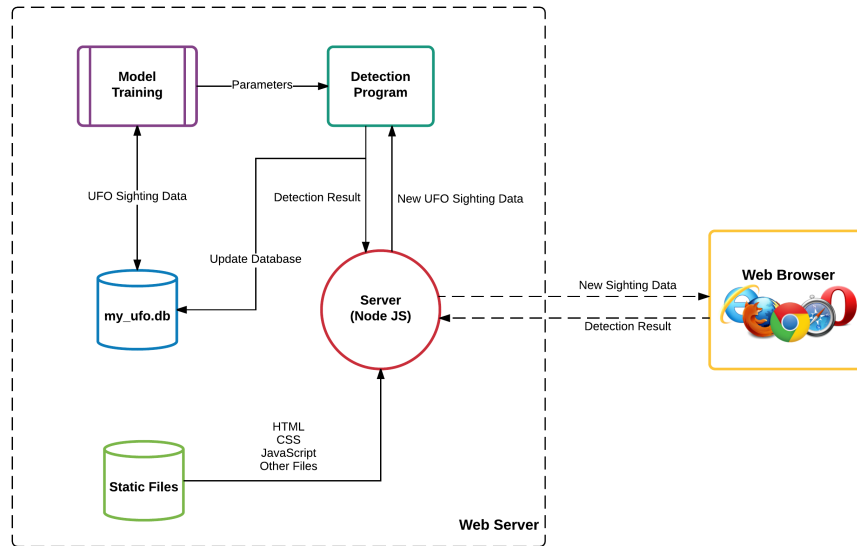 Model
Training
Parameters
Detection
Program
UFO Sighting Data
Detection Result
New UFO Sighting Data
Update Database
my_ufo.db
Server
(Node JS)
New Sighting Data
Detection Result
Web Browser
HTML
CSS
JavaScript
Other Files
Static Files
Web Server